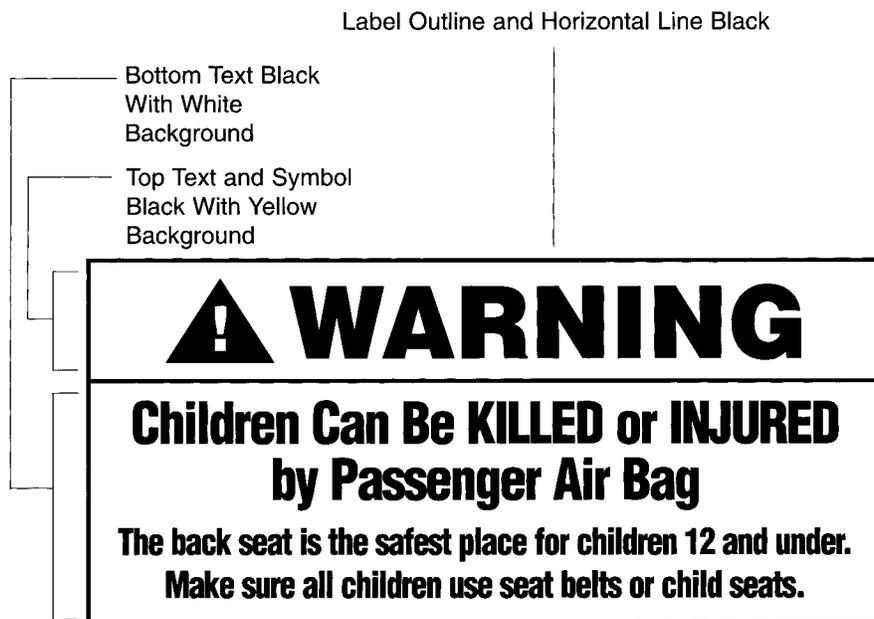 Label Outline and Horizontal Line Black
Bottom Text Black
With White
Background
Top Text and Symbol
Black With Yellow
Background
! WARNING
Children Can Be KILLED or INJURED
by Passenger Air Bag
The back seat is the safest place for children 12 and under.
Make sure all children use seat belts or child seats.